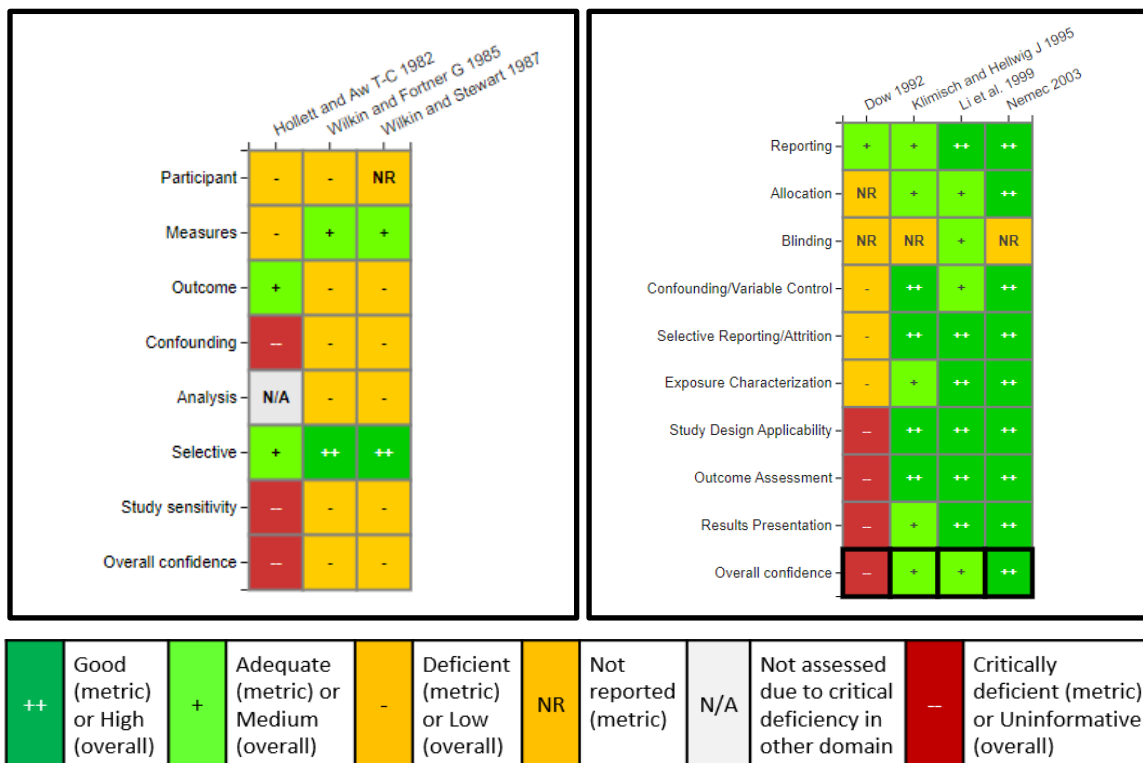 Hollett and Aw T-C 1982
Wilkin and Fortner G 1985
Wilkin and Stewart 1987
Participant - - NR
Measures - + +
Outcome + - -
Confounding -- - -
Analysis N/A - -
Selective + ++ ++
Study sensitivity -- - -
Overall confidence -- - -
Dow 1992
Klimisch and Hellwig J 1995
Li et al. 1999
Nemec 2003
Reporting + + ++ ++
Allocation NR + + ++
Blinding NR NR + NR
Confounding/Variable Control - ++ + ++
Selective Reporting/Attrition - ++ ++ ++
Exposure Characterization - + ++ ++
Study Design Applicability -- ++ ++ ++
Outcome Assessment -- ++ ++ ++
Results Presentation -- + ++ ++
Overall confidence -- + + ++
++
Good
(metric)
or High
(overall)
+
Adequate
(metric) or
Medium
(overall)
-
Deficient
(metric)
or Low
(overall)
NR
Not
reported
(metric)
N/A
Not assessed
due to critical
deficiency in
other domain
--
Critically
deficient (metric)
or Uninformative
(overall)